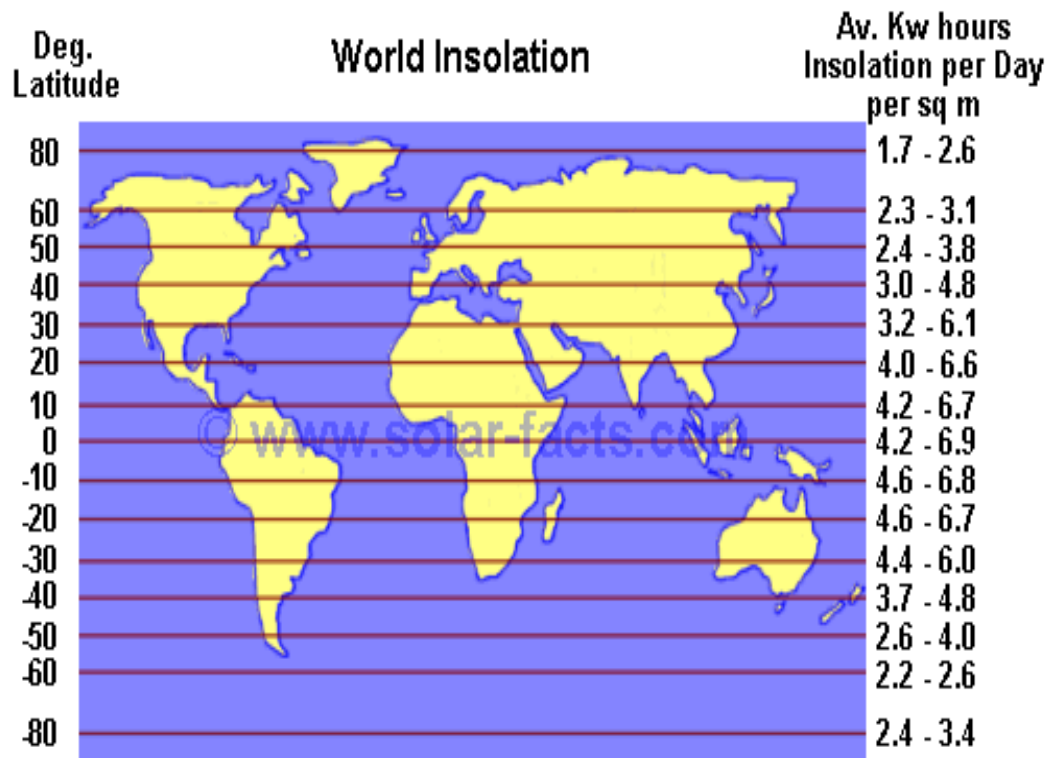 Deg.
Latitude
World Insolation
Av. Kw hours
Insolation per Day
per sq m
80 1.7 - 2.6
60 2.3 - 3.1
50 2.4 - 3.8
40 3.0 - 4.8
30 3.2 - 6.1
20 4.0 - 6.6
10 4.2 - 6.7
© www.solar-facts.com
0 4.2 - 6.9
-10 4.6 - 6.8
-20 4.6 - 6.7
-30 4.4 - 6.0
-40 3.7 - 4.8
-50 2.6 - 4.0
-60 2.2 - 2.6
-80 2.4 - 3.4